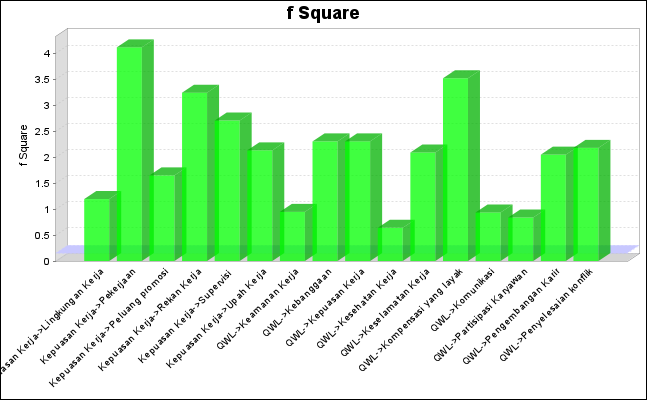 f Square
f Square
4
3.5
3
2.5
2
1.5
1
0.5
0
asan Kerja->Lingkungan Kerja
Kepuasan Kerja->Pekerjaan
Kepuasan Kerja->Peluang promosi
Kepuasan Kerja->Rekan Kerja
Kepuasan Kerja->Supervisi
Kepuasan Kerja->Upah Kerja
QWL->Keamanan Kerja
QWL->Kebanggaan
QWL->Kepuasan Kerja
QWL->Kesehatan Kerja
QWL->Keselamatan Kerja
QWL->Kompensasi yang layak
QWL->Komunikasi
QWL->Partisipasi Karyawan
QWL->Pengembangan Karir
QWL->Penyelesaian konflik